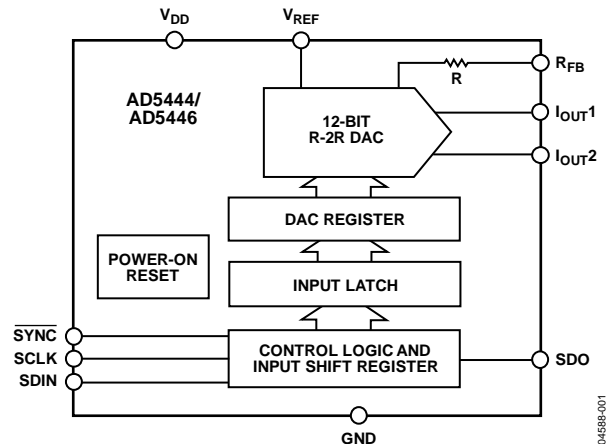 VDD
VREF
RFB
R
AD5444/
AD5446
12-BIT
R-2R DAC
IOUT1
IOUT2
DAC REGISTER
POWER-ON
RESET
INPUT LATCH
SYNC
SCLK
SDIN
CONTROL LOGIC AND
INPUT SHIFT REGISTER
SDO
GND
04588-001